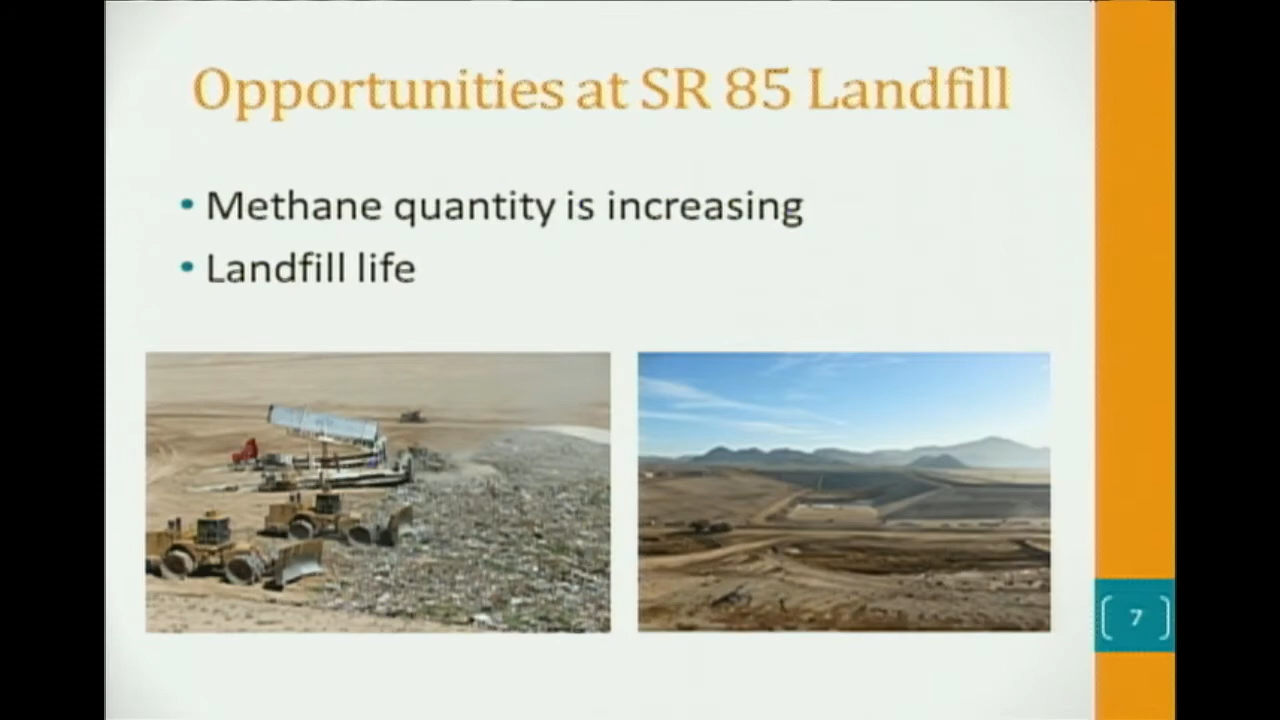 Opportunities at SR 85 Landfill
• Methane quantity is increasing
• Landfill life
7